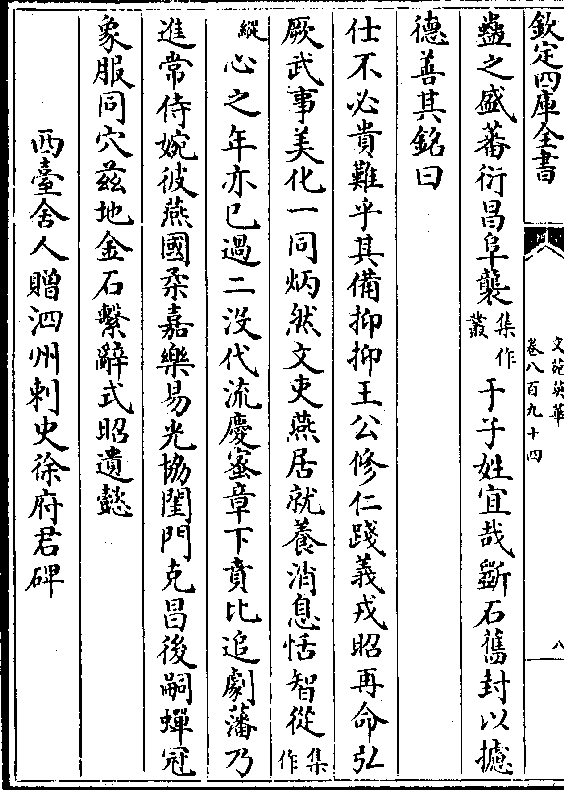 欽定四庫全書
文苑英華
卷八百九十四
八
蠡之盛蕃衍昌阜襲集作叢于子姓宜哉斲石舊封以攄
德善其銘曰
仕不必貴難乎其備抑抑王公修仁踐義戎昭再命弘
厥武事美化一同炳然文吏燕居就養消息恬智從集作
縱心之年亦已過二没代流慶蜜章下賁比追劇藩乃
進常侍婉彼燕國柔嘉樂易光協閨門克昌後嗣蟬冠
象服同穴兹地金石繫辭式昭遺懿
西臺舍人贈泗州刺史徐府君碑